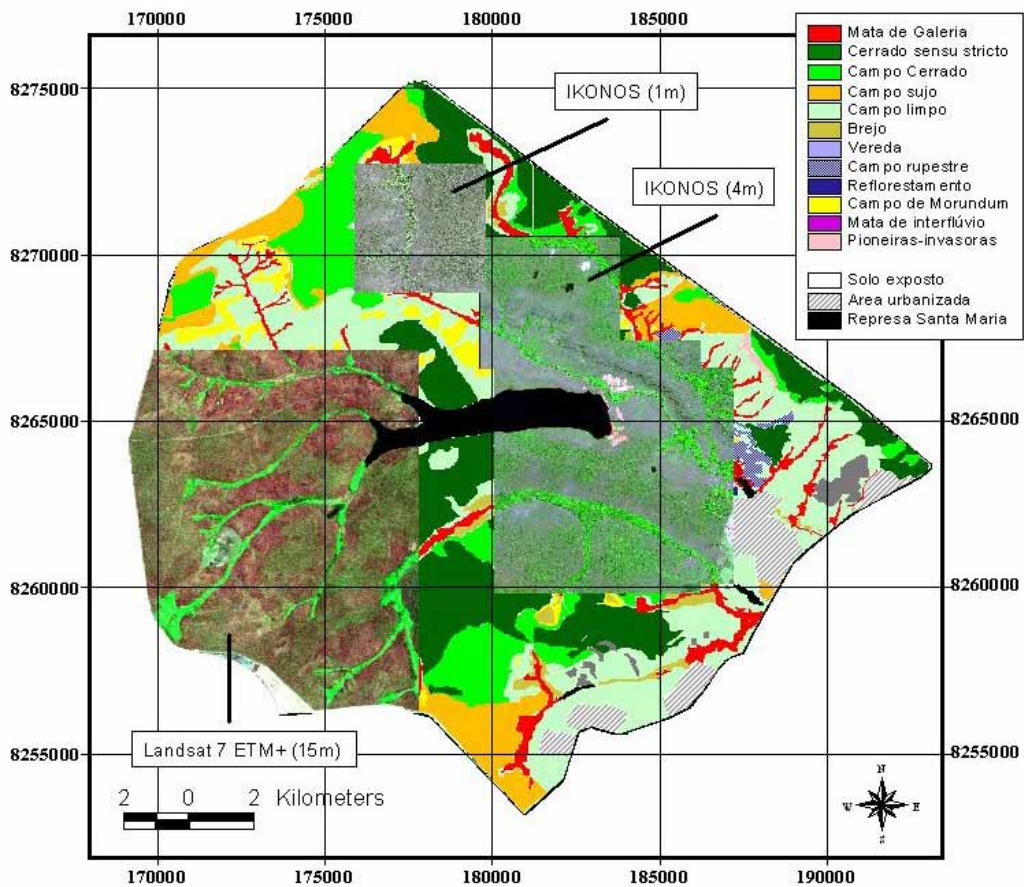 170000 175000 180000 185000
8275000
8270000
8265000
8260000
8255000
IKONOS (1m)
IKONOS (4m)
Mata de Galeria
Cerrado sensu stricto
Campo Cerrado
Campo sujo
Campo limpo
Brejo
Vereda
Campo rupestre
Reflorestamento
Campo de Morundum
Mata de interflúvio
Pioneiras-invasoras
Solo exposto
Area urbanizada
Represa Santa Maria
8265000
8260000
8255000
Landsat 7 ETM+ (15m)
2 0 2 Kilometers
N
W E
S
170000 175000 180000 185000 190000